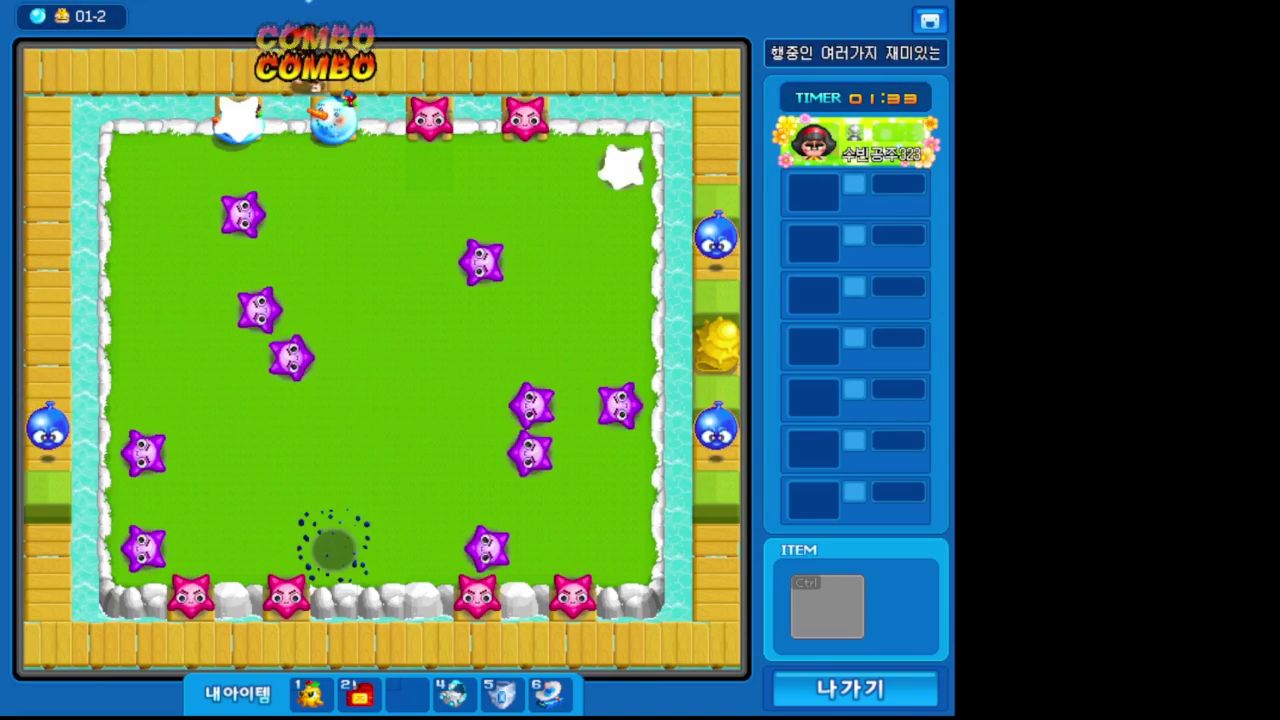 01-2
COMBO
COMBO
행중인 여러가지 재미있는
TIMER 01:33
수빈공주323
ITEM
Ctrl
내아이템
1
2
4
5
6
나가기